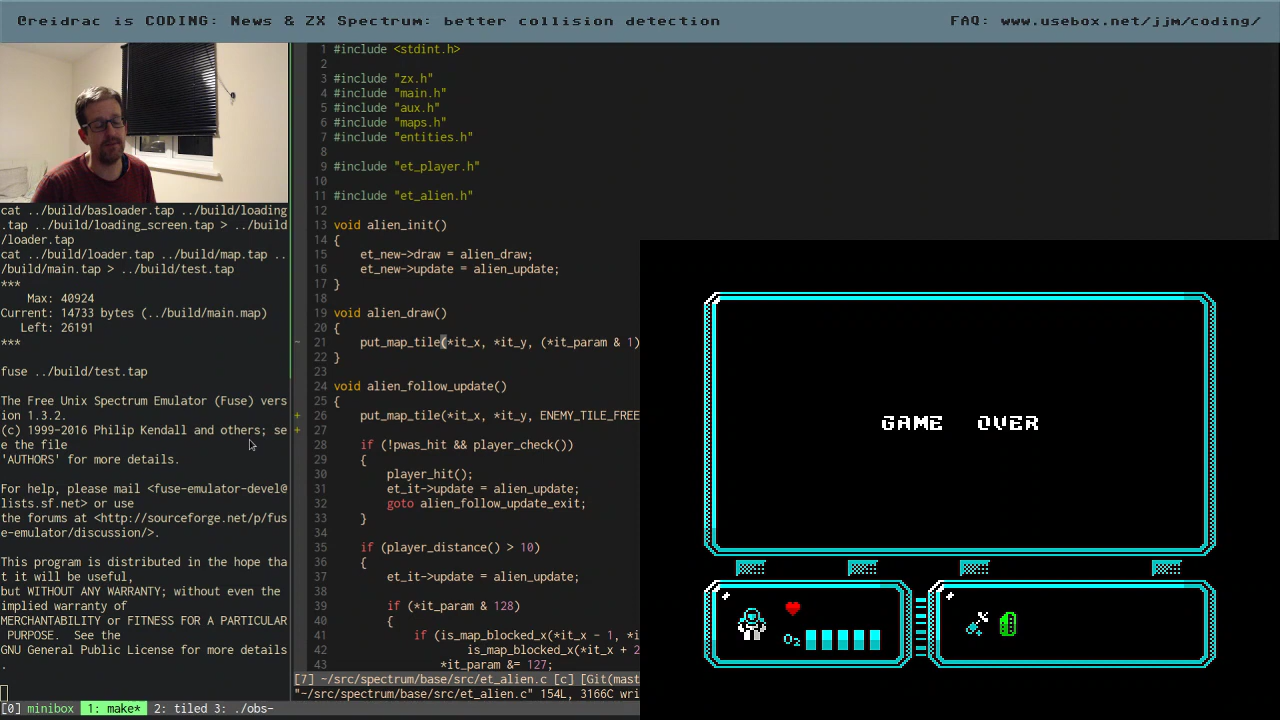 @reidrac is CODING: News & ZX Spectrum: better collision detection
FAQ: www.usebox.net/jjm/coding/
cat ../build/basloader.tap ../build/loading
.tap ../build/loading_screen.tap > ../build
/loader.tap
cat ../build/loader.tap ../build/map.tap ..
/build/main.tap > ../build/test.tap
***
Max: 40924
Current: 14733 bytes (../build/main.map)
Left: 26191
***
fuse ../build/test.tap
The Free Unix Spectrum Emulator (Fuse) vers
ion 1.3.2.
(c) 1999-2016 Philip Kendall and others; se
e the file
'AUTHORS' for more details.
For help, please mail <fuse-emulator-devel@
lists.sf.net> or use
the forums at <http://sourceforge.net/p/fus
e-emulator/discussion/>.
This program is distributed in the hope tha
t it will be useful,
but WITHOUT ANY WARRANTY; without even the
implied warranty of
MERCHANTABILITY or FITNESS FOR A PARTICULAR
PURPOSE.  See the
GNU General Public License for more details
.
[0] minibox 1: make* 2: tiled 3: ./obs-
1 #include <stdint.h>
2
3 #include "zx.h"
4 #include "main.h"
5 #include "aux.h"
6 #include "maps.h"
7 #include "entities.h"
8
9 #include "et_player.h"
10
11 #include "et_alien.h"
12
13 void alien_init()
14 {
15 et_new->draw = alien_draw;
16 et_new->update = alien_update;
17 }
18
19 void alien_draw()
20 {
~ 21 put_map_tile(*it_x, *it_y, (*it_param & 1)
22 }
23
24 void alien_follow_update()
25 {
+ 26 put_map_tile(*it_x, *it_y, ENEMY_TILE_FREE
+ 27
28 if (!pwas_hit && player_check())
29 {
30 player_hit();
31 et_it->update = alien_update;
32 goto alien_follow_update_exit;
33 }
34
35 if (player_distance() > 10)
36 {
37 et_it->update = alien_update;
38
39 if (*it_param & 128)
40 {
41 if (is_map_blocked_x(*it_x - 1, *i
42 is_map_blocked_x(*it_x + 2
43 *it_param &= 127;
[7] ~/src/spectrum/base/src/et_alien.c [c] [Git(mast
"~/src/spectrum/base/src/et_alien.c" 154L, 3166C wri
GAME OVER
O2